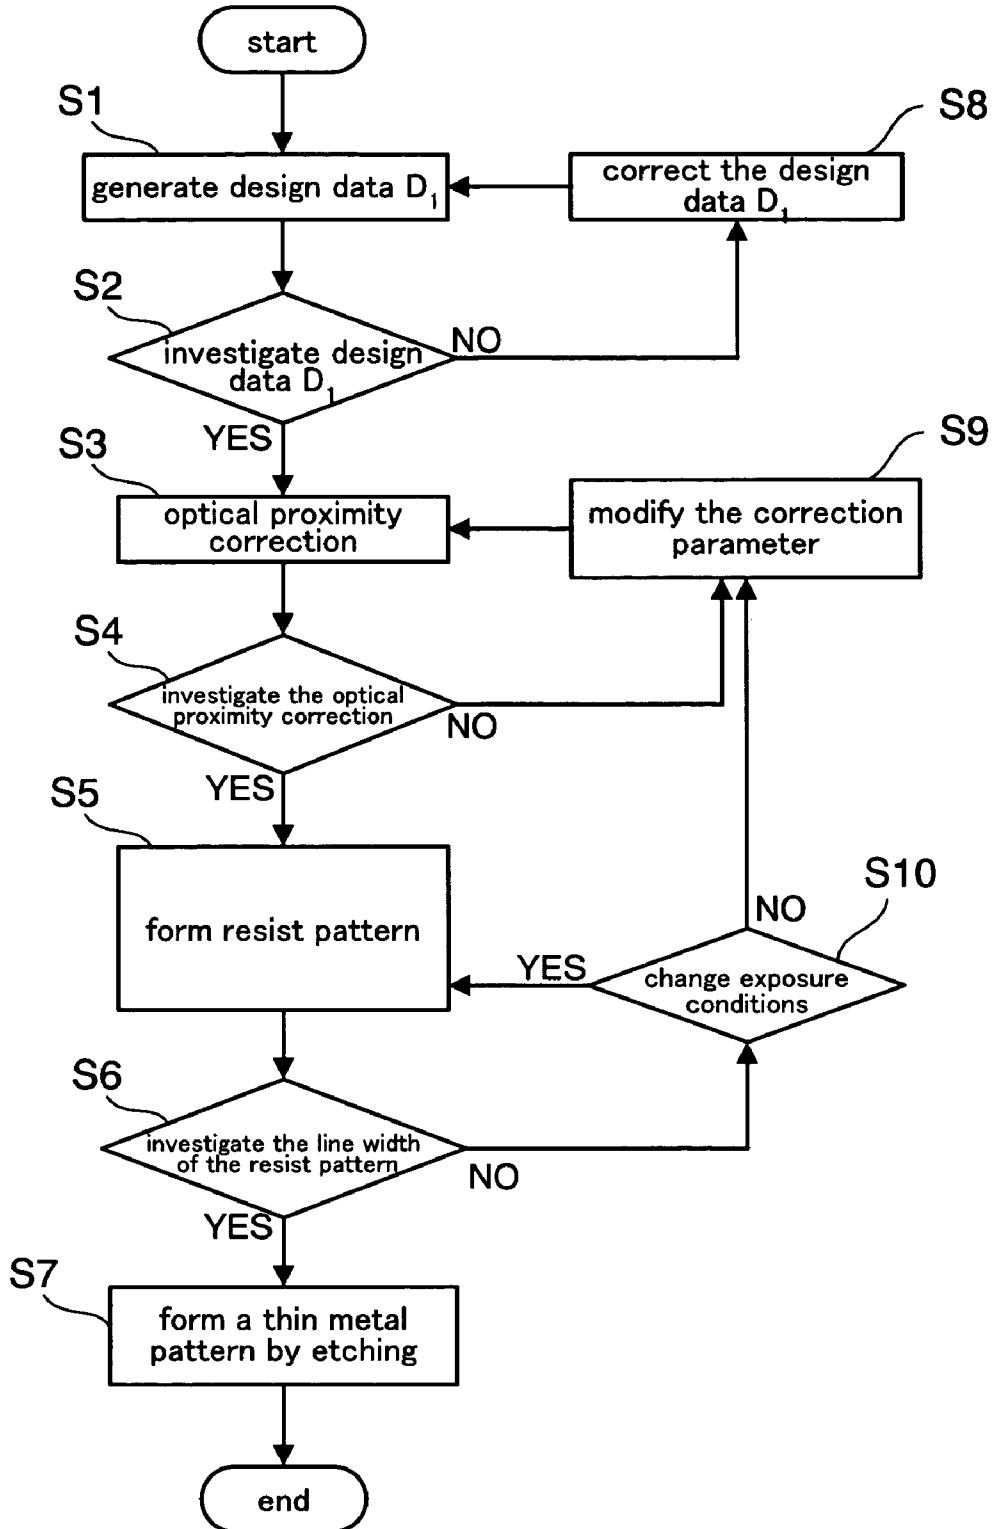 start
S1
generate design data D1
S8
correct the design
data D1
S2
investigate design
data D1
NO
YES
S3
optical proximity
correction
S9
modify the correction
parameter
S4
investigate the optical
proximity correction
NO
YES
S5
form resist pattern
S10
NO
YES
change exposure
conditions
S6
investigate the line width
of the resist pattern
NO
YES
S7
form a thin metal
pattern by etching
end